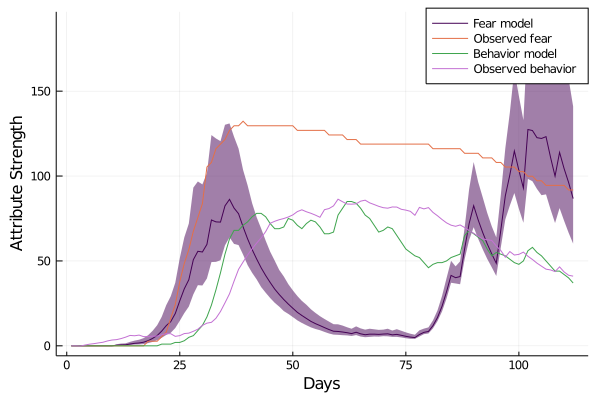 Fear model
Observed fear
Behavior model
Observed behavior
150
100
50
0
Attribute Strength
0 25 50 75 100
Days